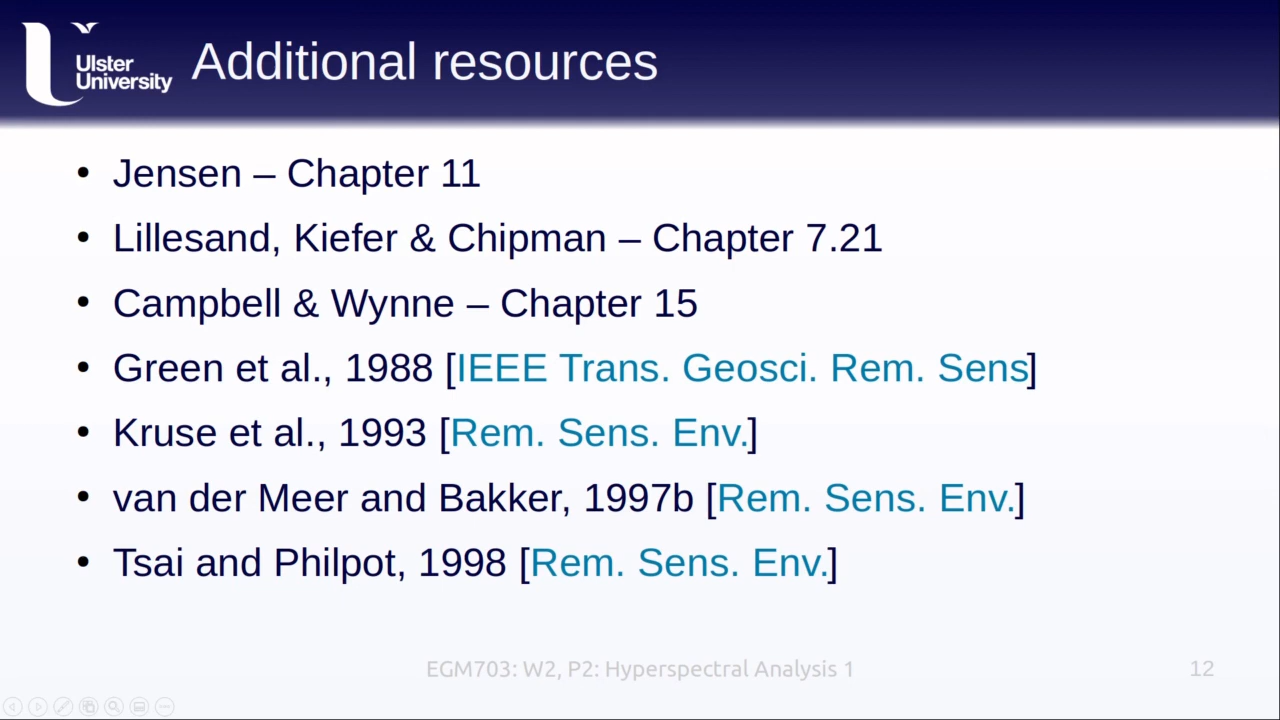 Ulster
University
Additional resources
• Jensen – Chapter 11
• Lillesand, Kiefer & Chipman – Chapter 7.21
• Campbell & Wynne – Chapter 15
• Green et al., 1988 [IEEE Trans. Geosci. Rem. Sens]
• Kruse et al., 1993 [Rem. Sens. Env.]
• van der Meer and Bakker, 1997b [Rem. Sens. Env.]
• Tsai and Philpot, 1998 [Rem. Sens. Env.]
EGM703: W2, P2: Hyperspectral Analysis 1
12